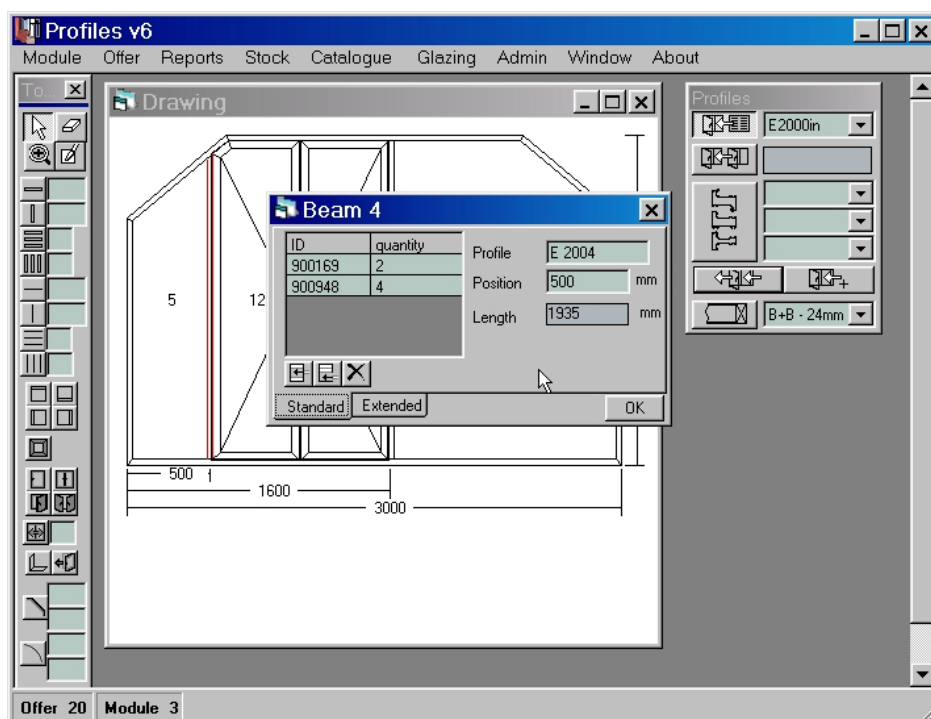 Profiles v6
Module Offer Reports Stock Catalogue Glazing Admin Window About
To...
Drawing
5
12
500
1600
3000
Beam 4
ID quantity
900169 2
900948 4
Profile E 2004
Position 500 mm
Length 1935 mm
Standard Extended OK
Profiles
E2000in
B+B - 24mm
Offer 20 Module 3